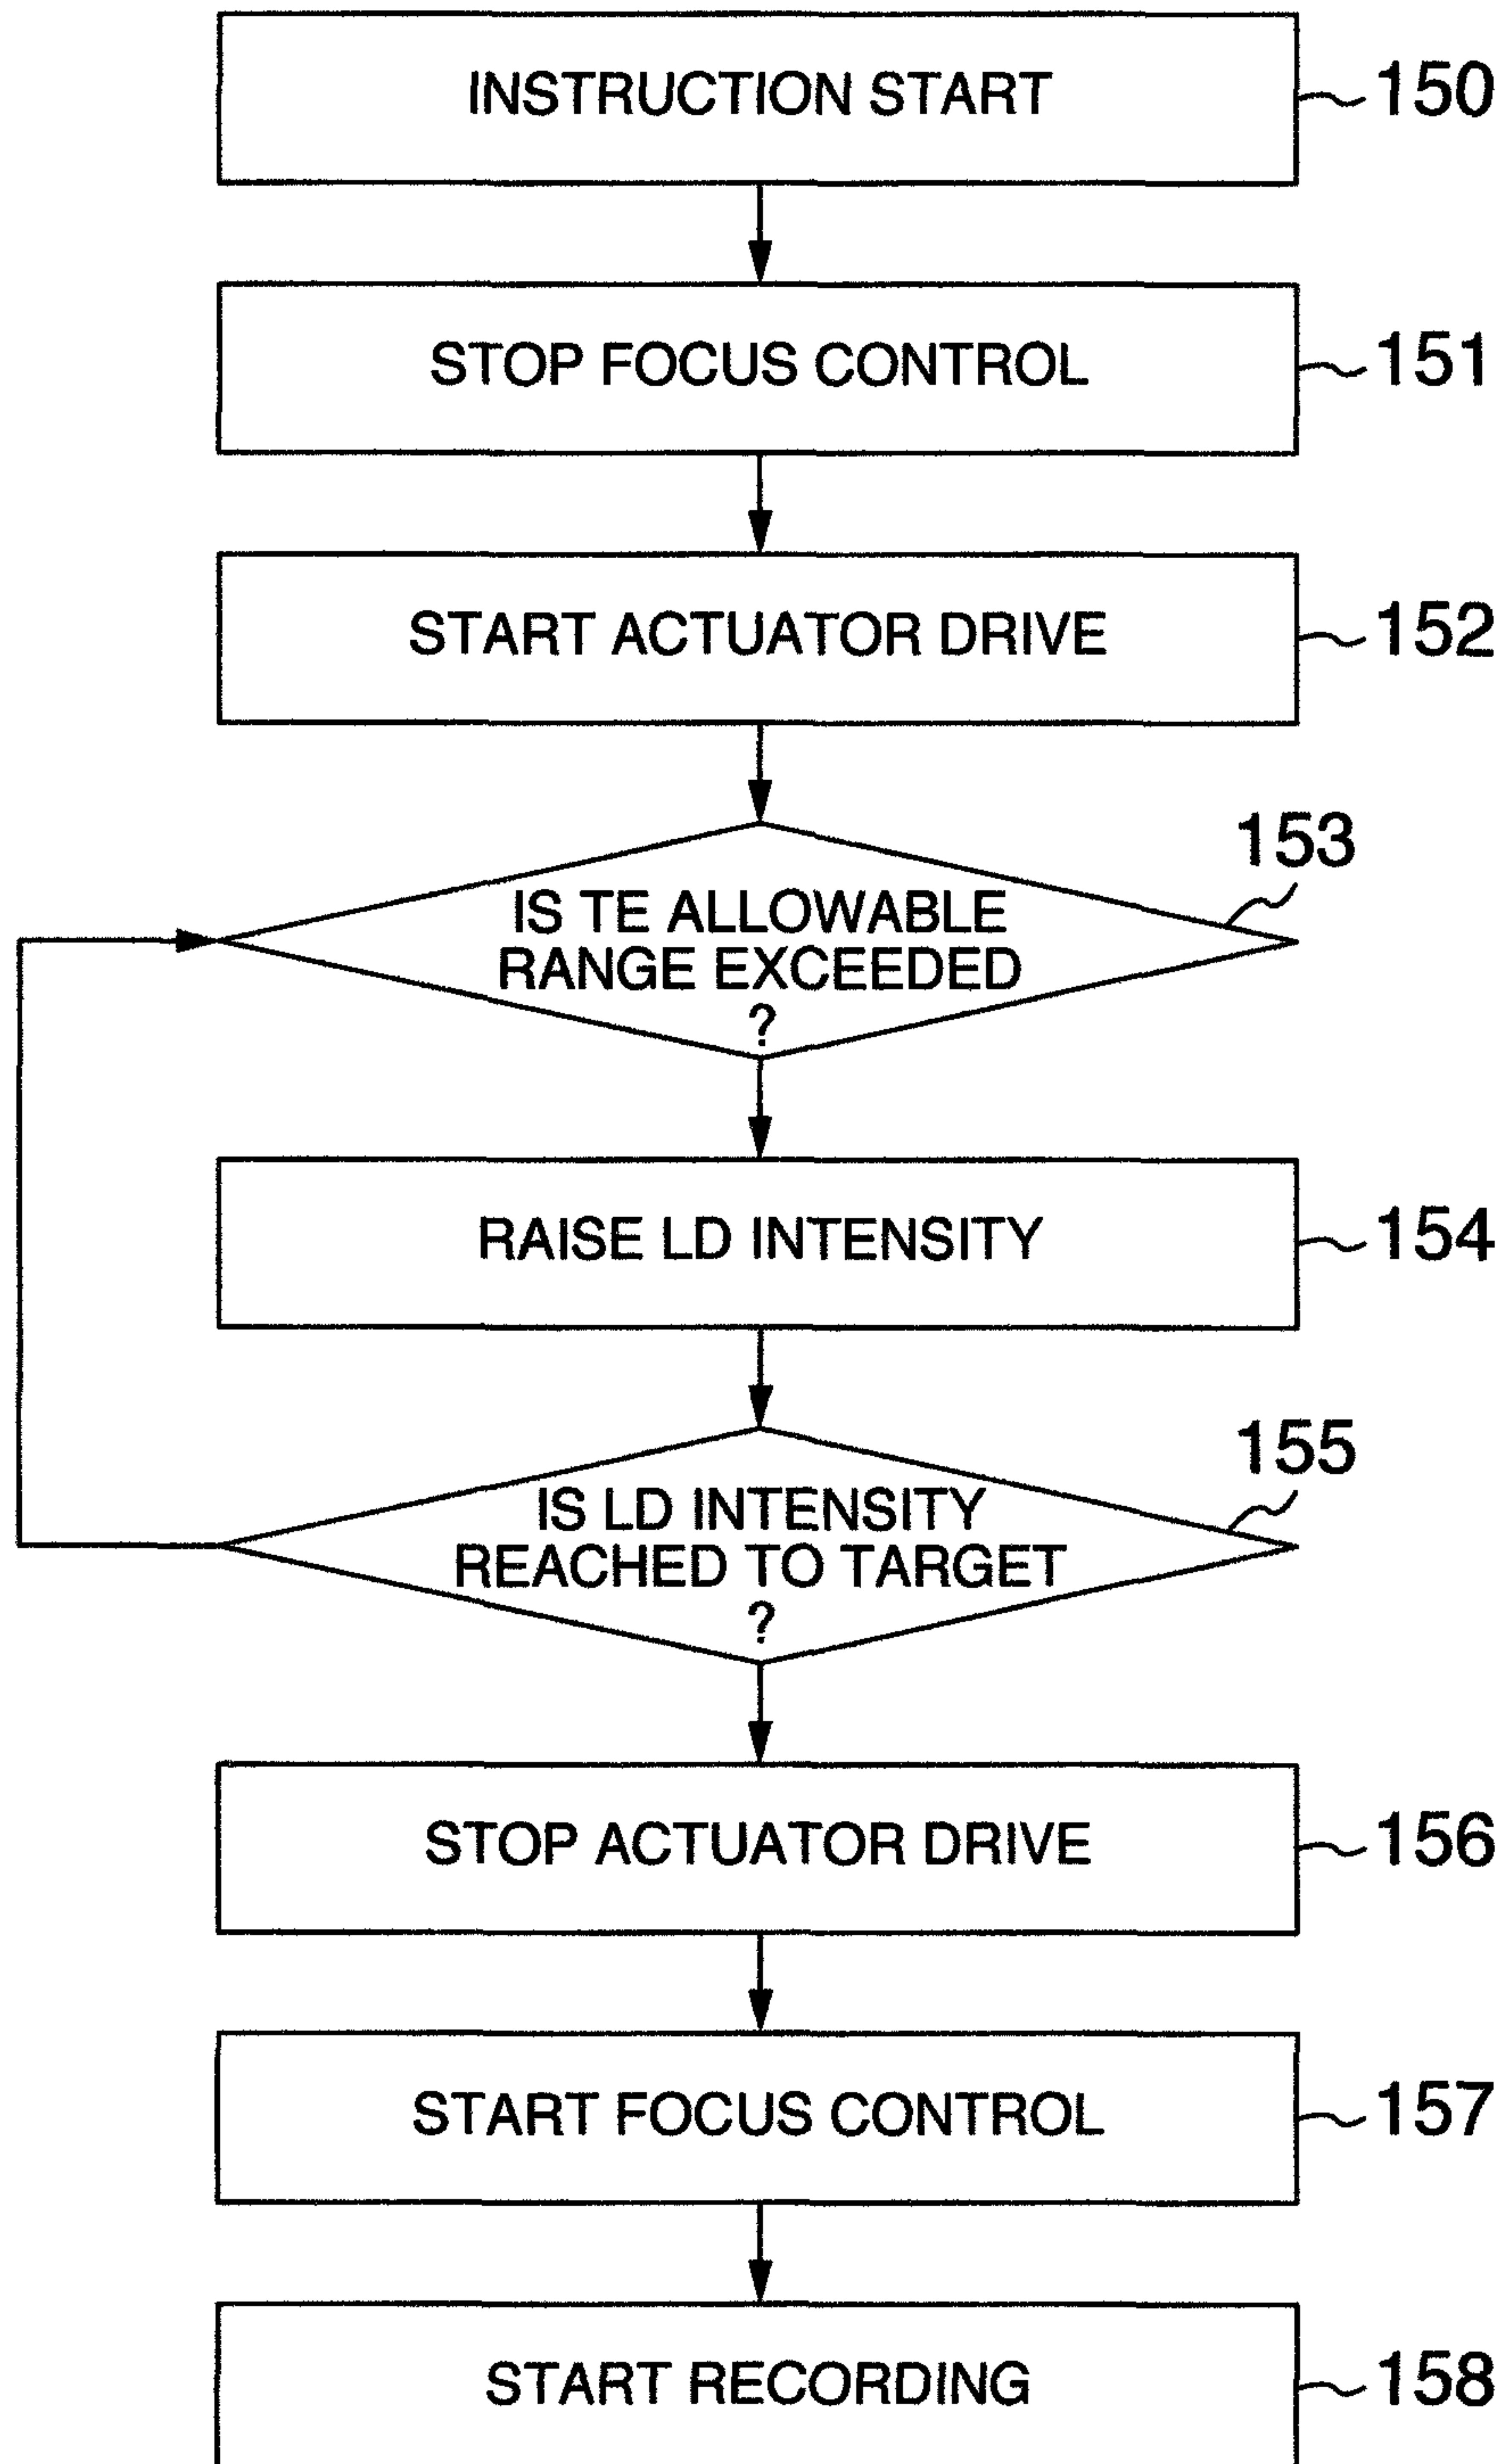 INSTRUCTION START
150
STOP FOCUS CONTROL
151
START ACTUATOR DRIVE
152
153
IS TE ALLOWABLE
RANGE EXCEEDED
?
RAISE LD INTENSITY
154
155
IS LD INTENSITY
REACHED TO TARGET
?
STOP ACTUATOR DRIVE
156
START FOCUS CONTROL
157
START RECORDING
158